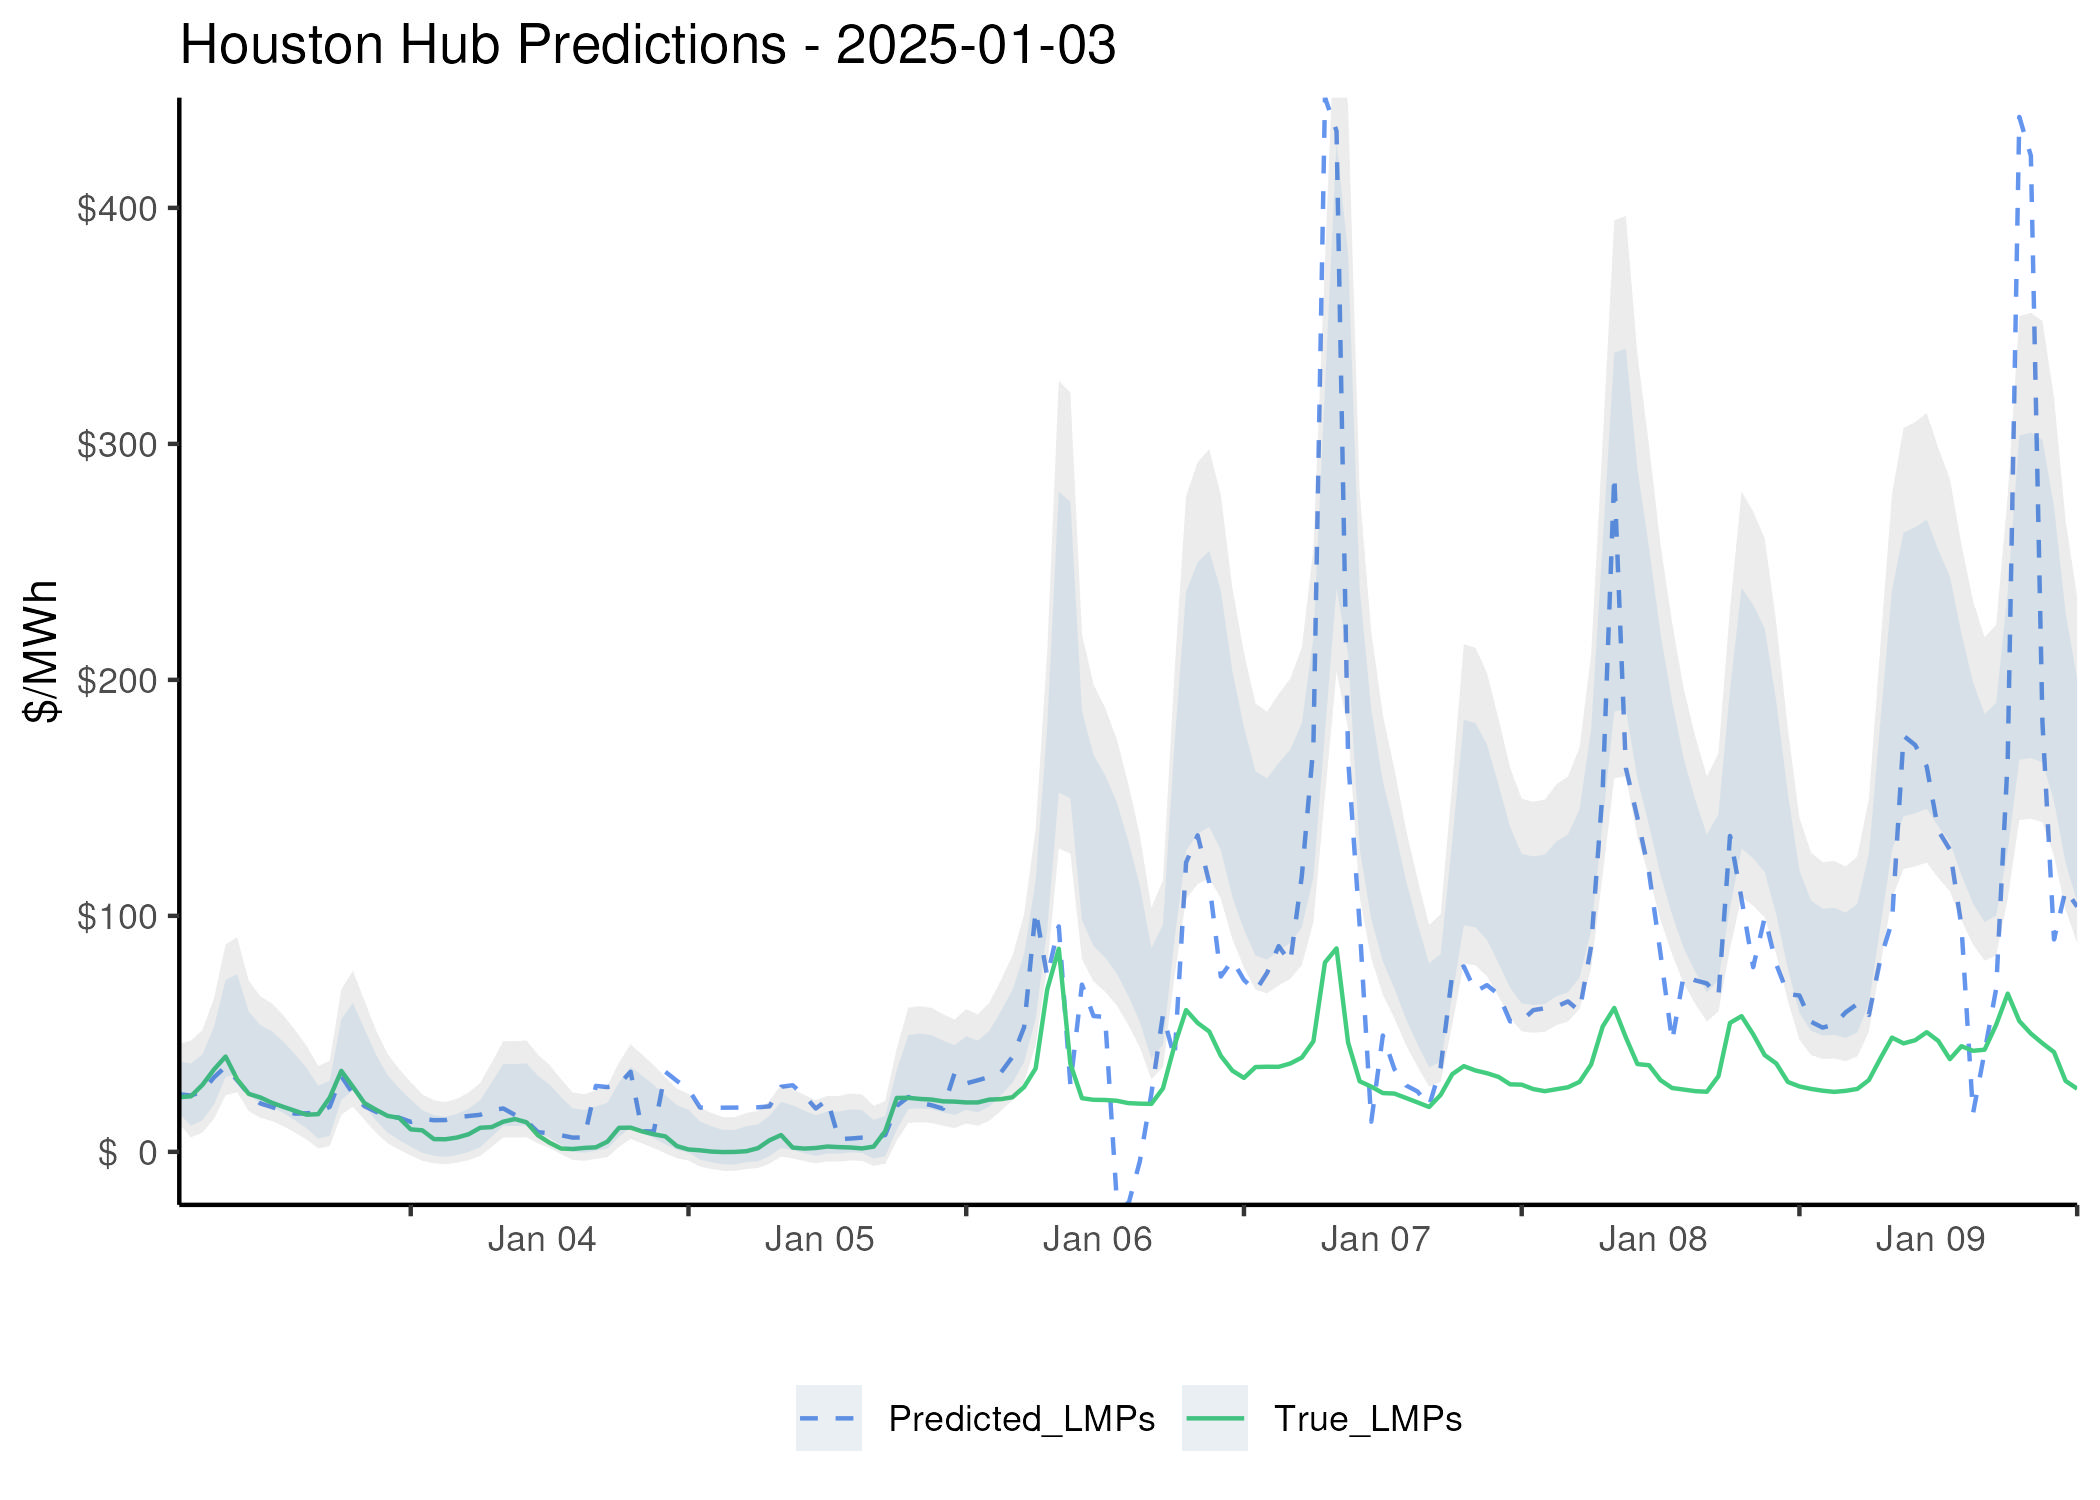 Houston Hub Predictions - 2025-01-03
$/MWh
$400
$300
$200
$100
$  0
Jan 04
Jan 05
Jan 06
Jan 07
Jan 08
Jan 09
Predicted_LMPs
True_LMPs